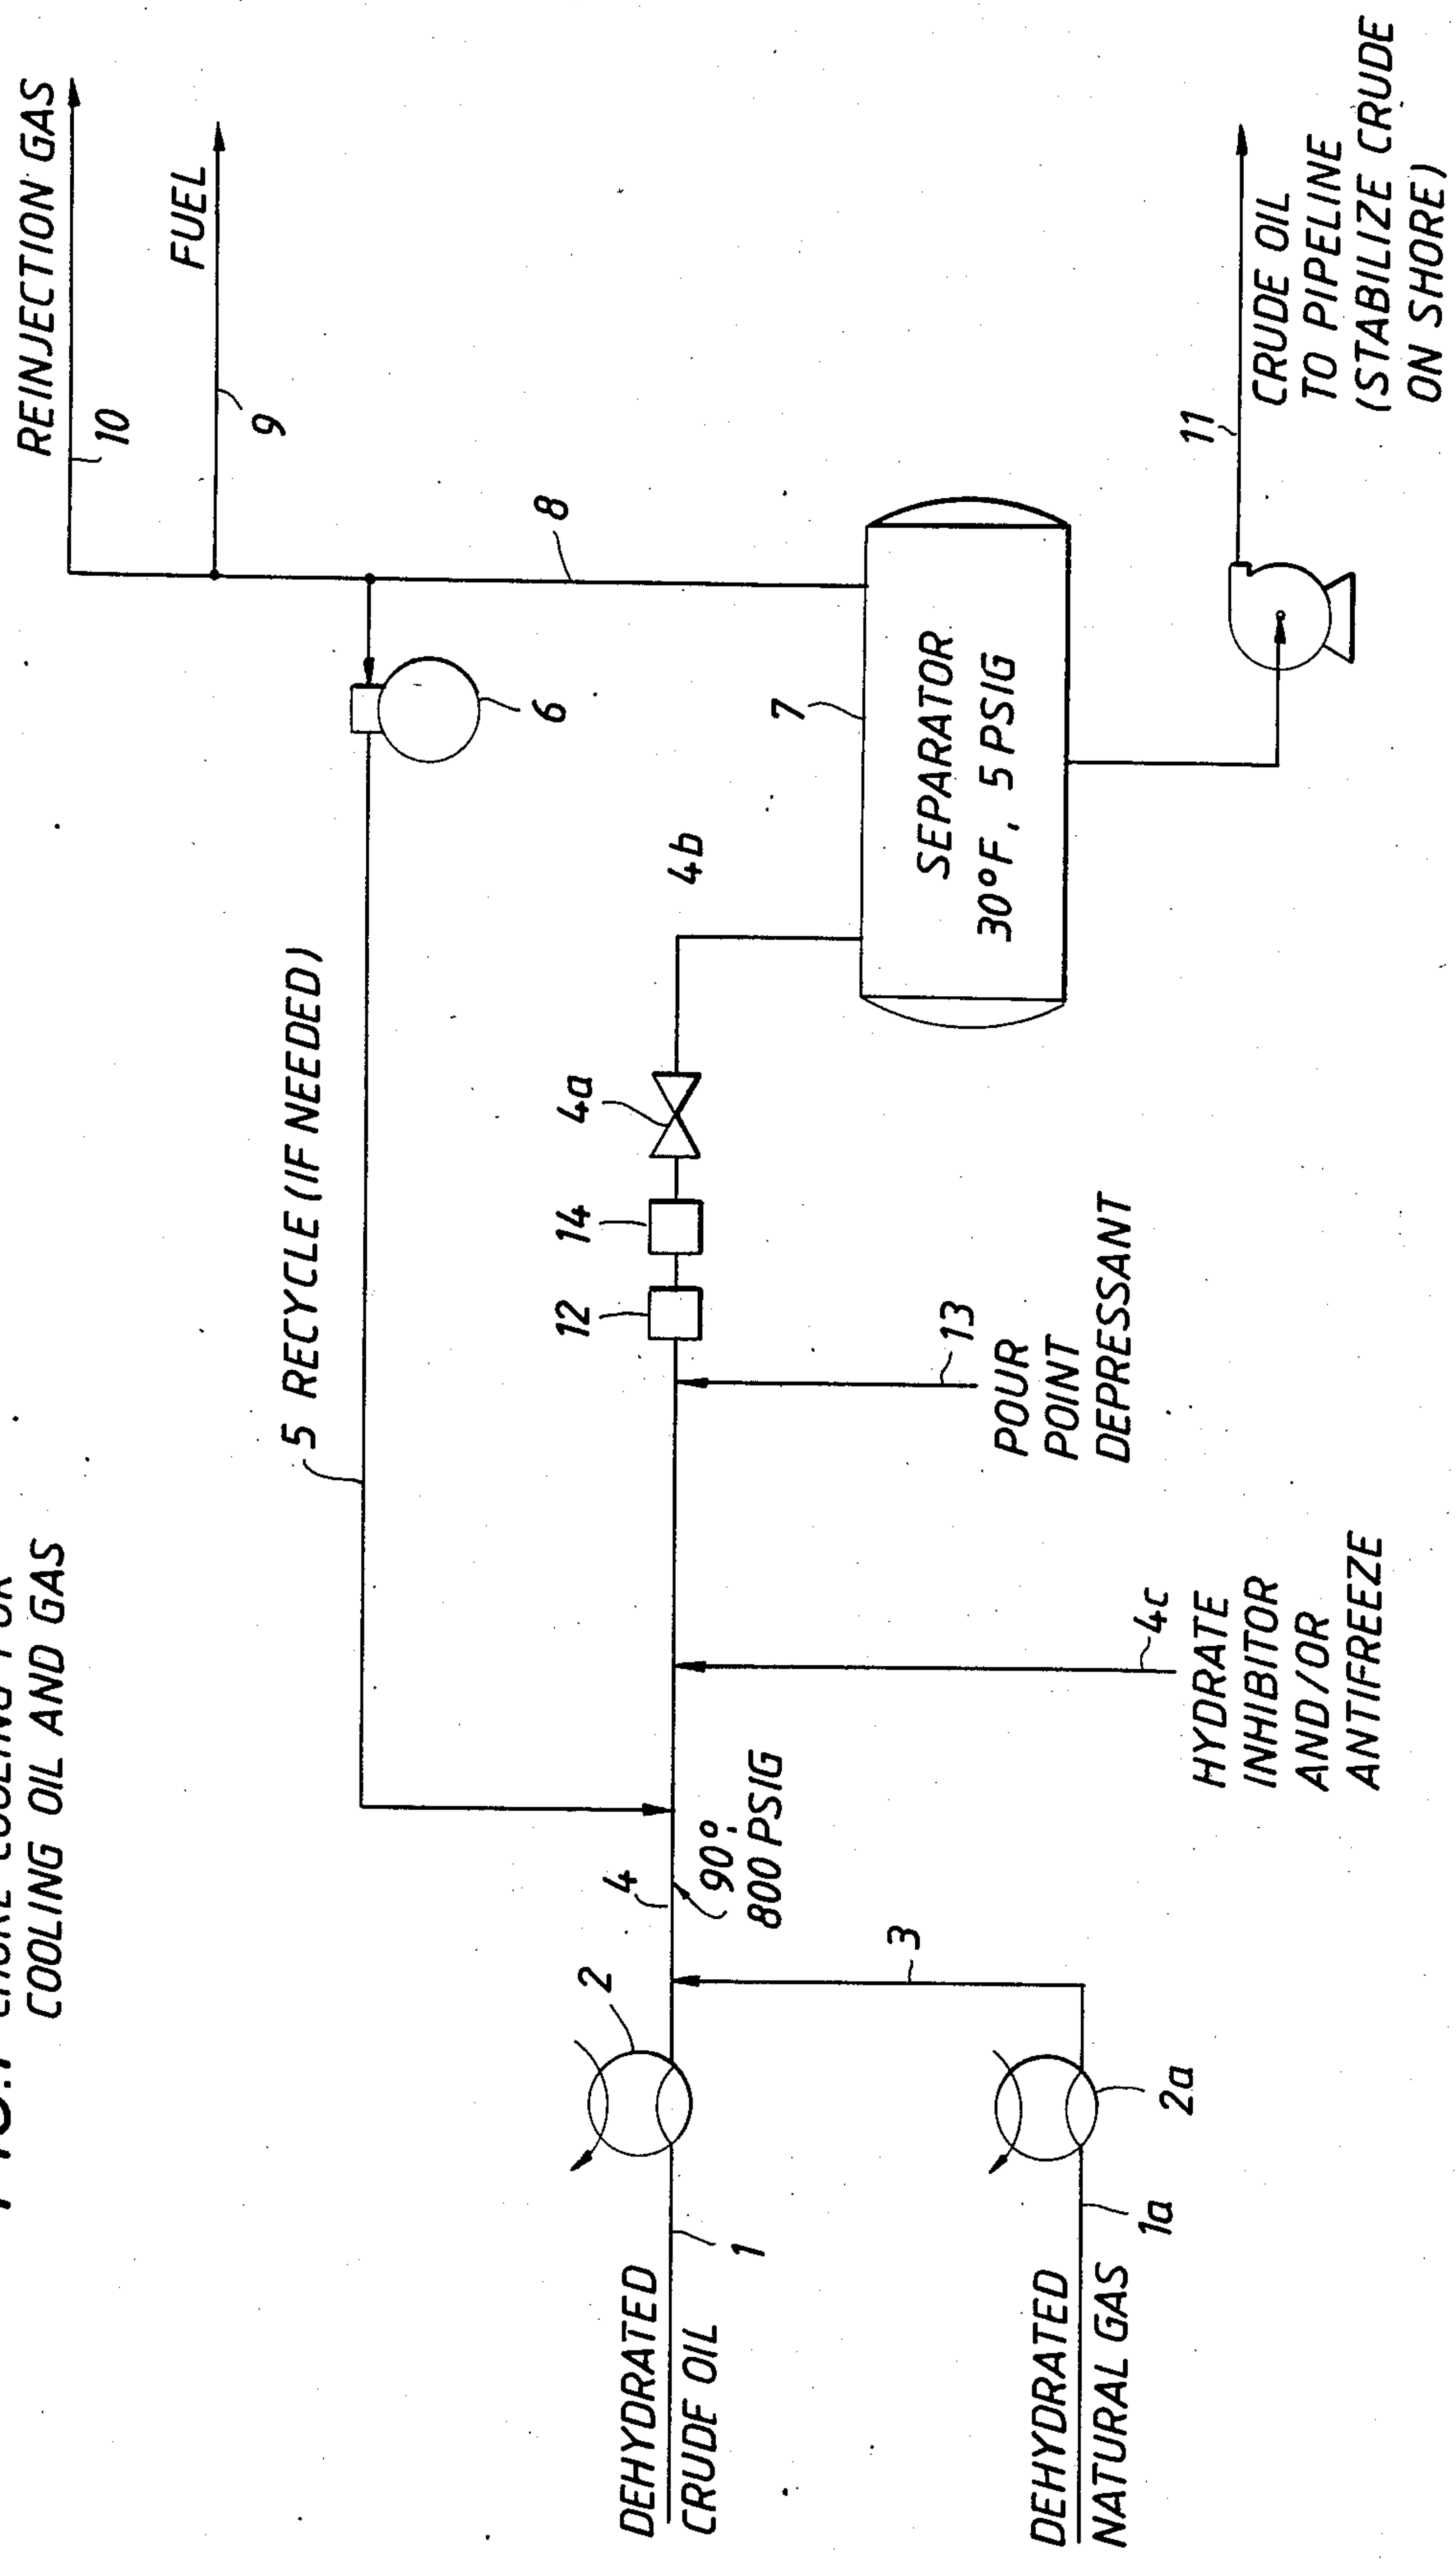 COOLING OIL AND GAS
REINJECTION GAS
10
FUEL
9
5 RECYCLE (IF NEEDED)
6
8
4b
7
SEPARATOR
30°F, 5 PSIG
12
14
4a
4
90°,
800 PSIG
2
3
DEHYDRATED
CRUDE OIL
1
DEHYDRATED
NATURAL GAS
1a
2a
4c
HYDRATE
INHIBITOR
AND/OR
ANTIFREEZE
13
POUR
POINT
DEPRESSANT
11
CRUDE OIL
TO PIPELINE
(STABILIZE CRUDE
ON SHORE)